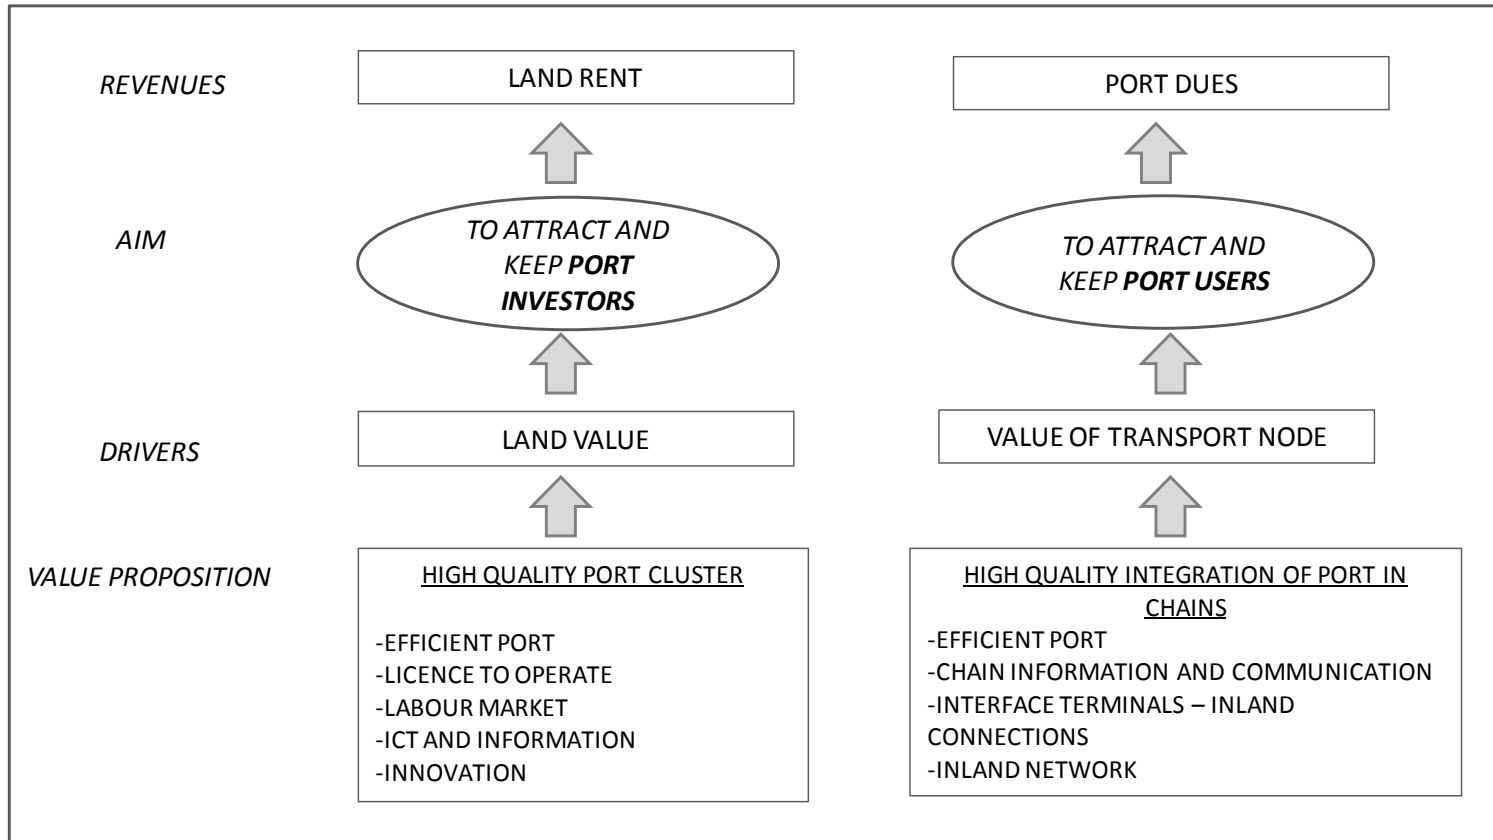 REVENUES
LAND RENT
PORT DUES
AIM
TO ATTRACT AND
KEEP PORT
INVESTORS
TO ATTRACT AND
KEEP PORT USERS
DRIVERS
LAND VALUE
VALUE OF TRANSPORT NODE
VALUE PROPOSITION
HIGH QUALITY PORT CLUSTER
-EFFICIENT PORT
-LICENCE TO OPERATE
-LABOUR MARKET
-ICT AND INFORMATION
-INNOVATION
HIGH QUALITY INTEGRATION OF PORT IN
CHAINS
-EFFICIENT PORT
-CHAIN INFORMATION AND COMMUNICATION
-INTERFACE TERMINALS – INLAND
CONNECTIONS
-INLAND NETWORK